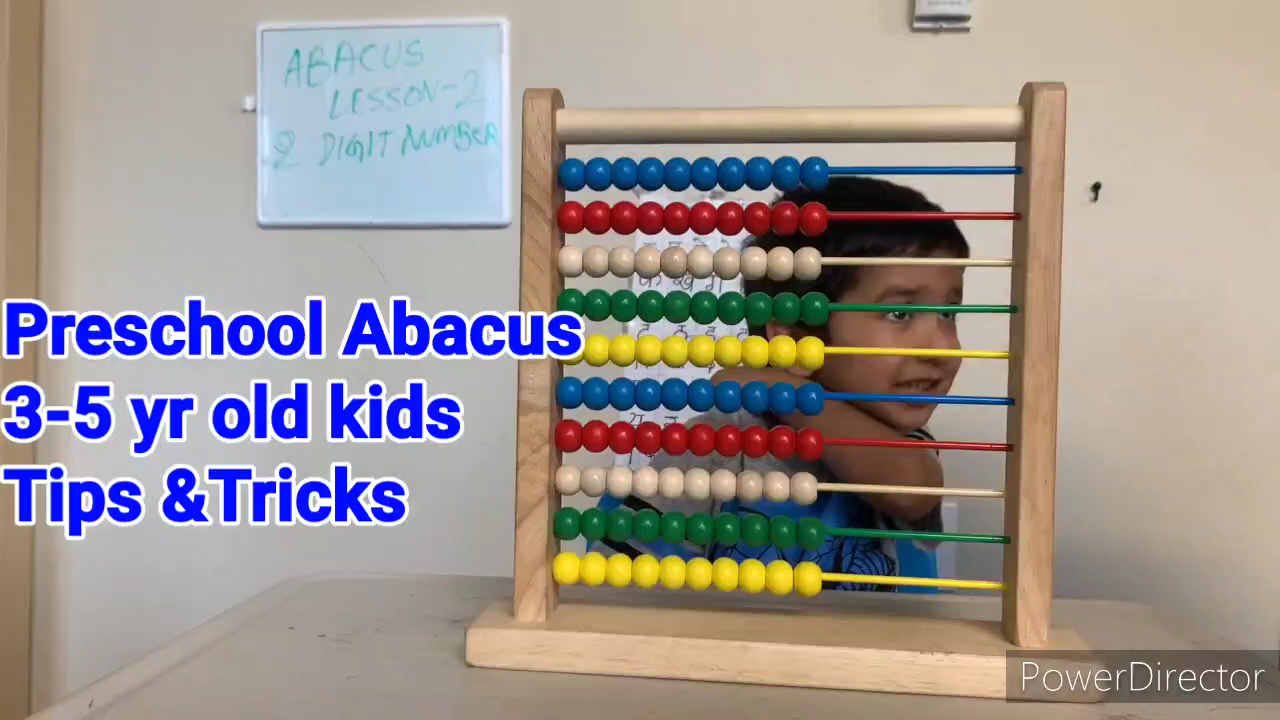 ABACUS
LESSON-2
2 DIGIT NUMBER
Preschool Abacus
3-5 yr old kids
Tips &Tricks
PowerDirector